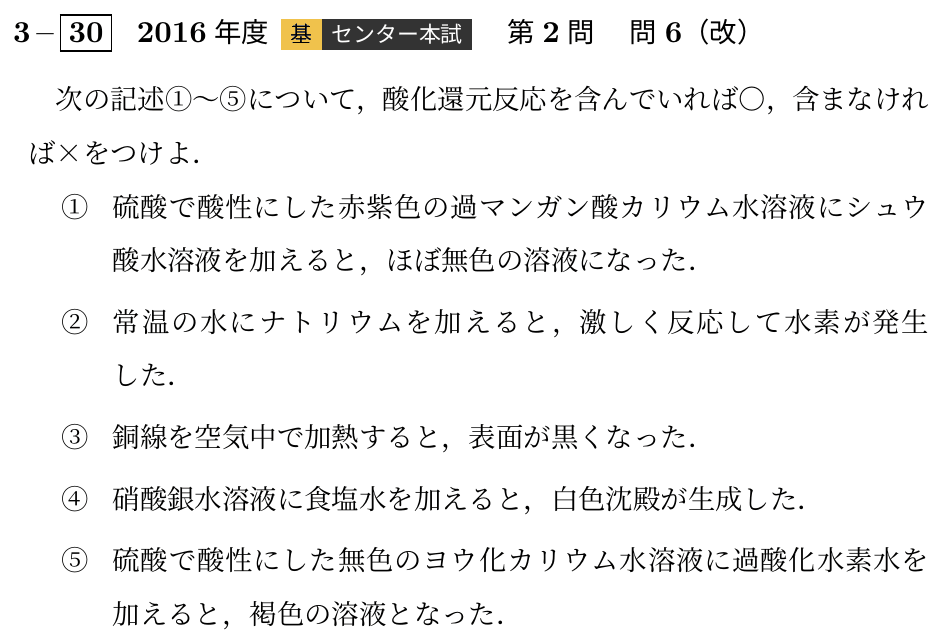 3－30 2016 年度 基 センター本試 第 2 問 問 6（改）
次の記述①～⑤について，酸化還元反応を含んでいれば○，含まなけれ
ば×をつけよ．
① 硫酸で酸性にした赤紫色の過マンガン酸カリウム水溶液にシュウ
酸水溶液を加えると，ほぼ無色の溶液になった．
② 常温の水にナトリウムを加えると，激しく反応して水素が発生
した．
③ 銅線を空気中で加熱すると，表面が黒くなった．
④ 硝酸銀水溶液に食塩水を加えると，白色沈殿が生成した．
⑤ 硫酸で酸性にした無色のヨウ化カリウム水溶液に過酸化水素水を
加えると，褐色の溶液となった．